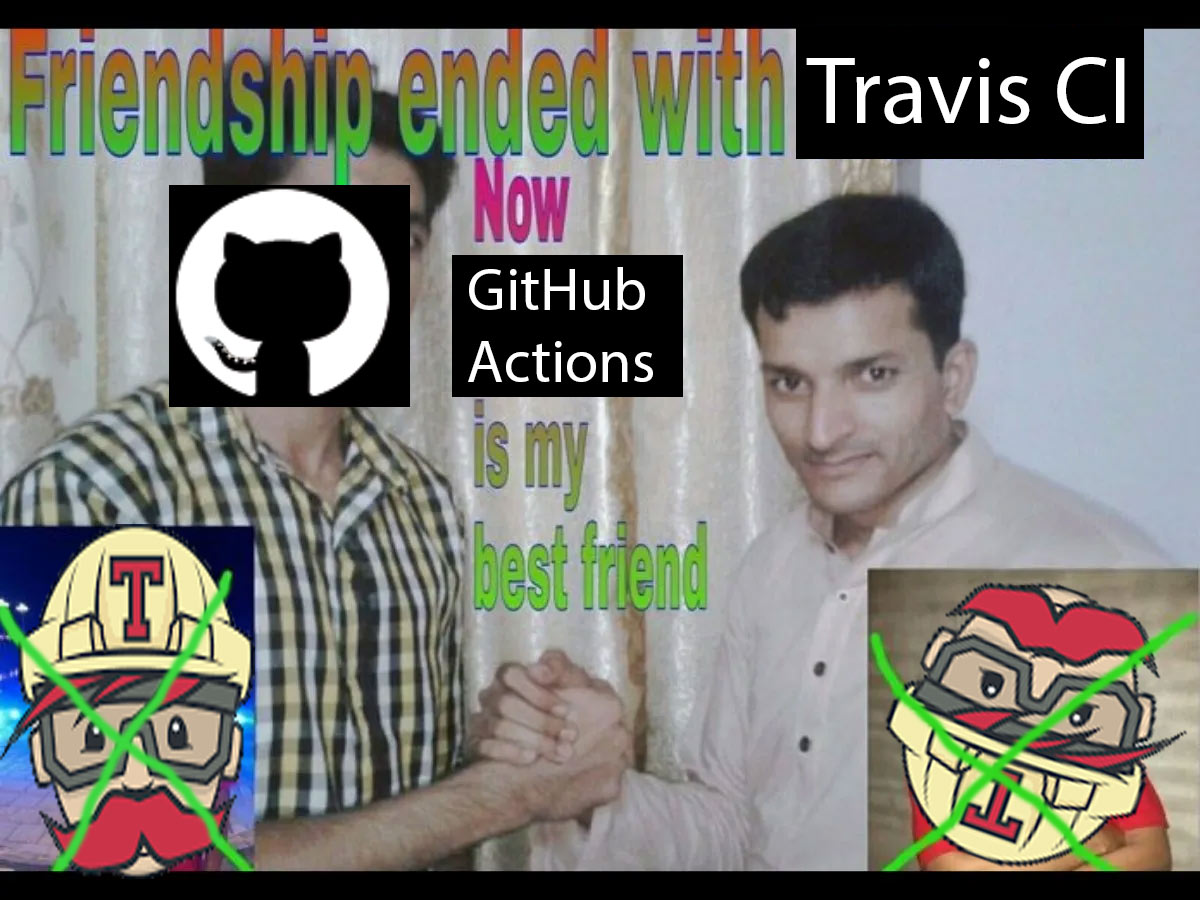 Friendship ended with Travis CI
Now
GitHub
Actions
is my
best friend
T
T